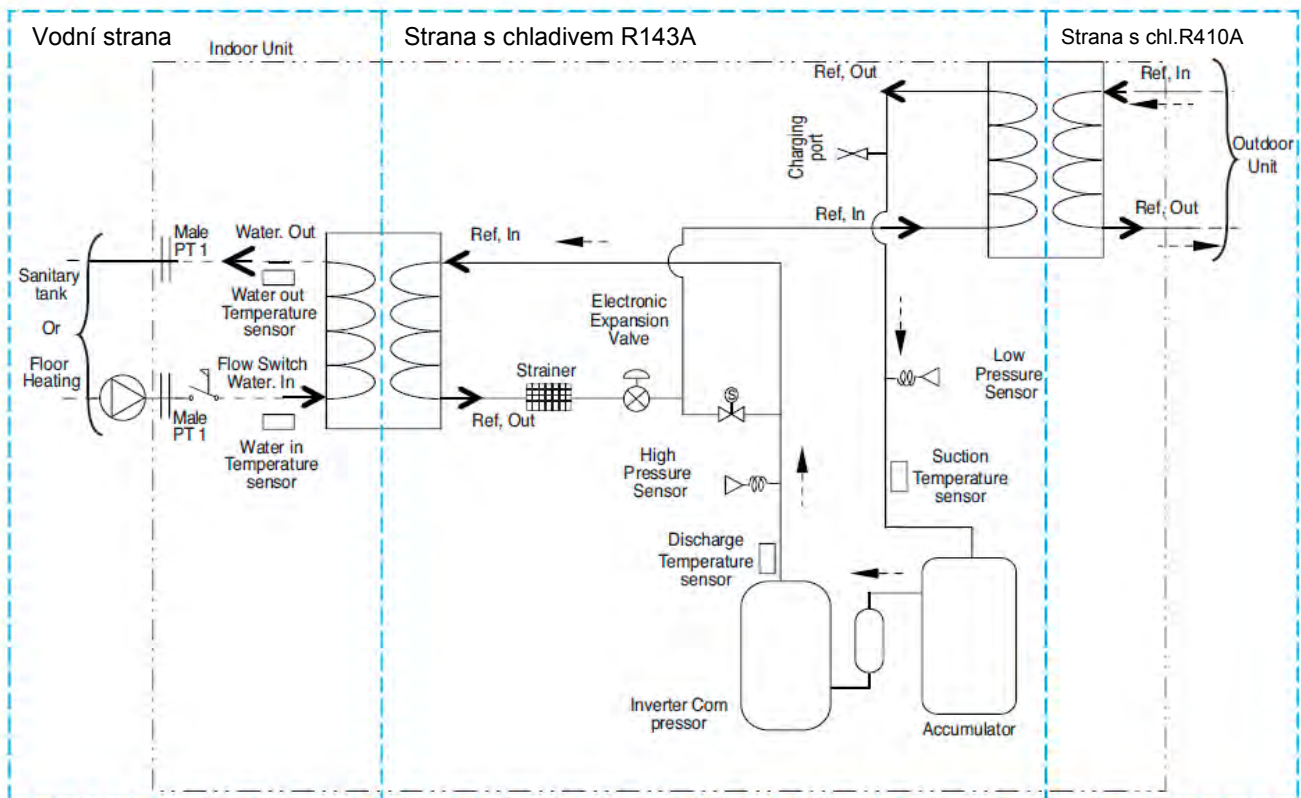 Vodní strana
Strana s chladivem R143A
Strana s chl.R410A
Indoor Unit
Ref, Out
Ref, In
Charging
port
Outdoor
Unit
Ref, In
Ref, Out
Male
PT 1
Water. Out
Ref, In
Sanitary
tank
Or
Floor
Heating
Water out
Temperature
sensor
Electronic
Expansion
Valve
Flow Switch
Water. In
Strainer
Low
Pressure
Sensor
Male
PT 1
Ref, Out
S
Water in
Temperature
sensor
High
Pressure
Sensor
Suction
Temperature
sensor
Discharge
Temperature
sensor
Inverter Com
pressor
Accumulator